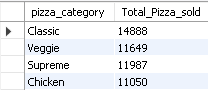 pizza_category Total_Pizza_sold
Classic 14888
Veggie 11649
Supreme 11987
Chicken 11050